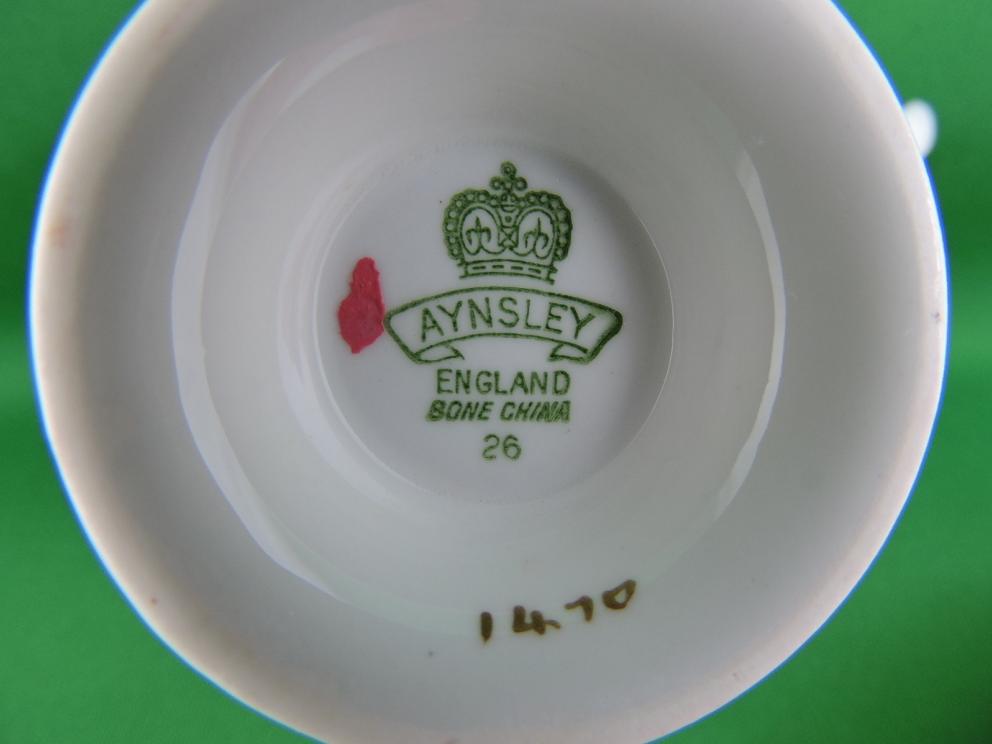 AYNSLEY
ENGLAND
BONE CHINA
26
1470